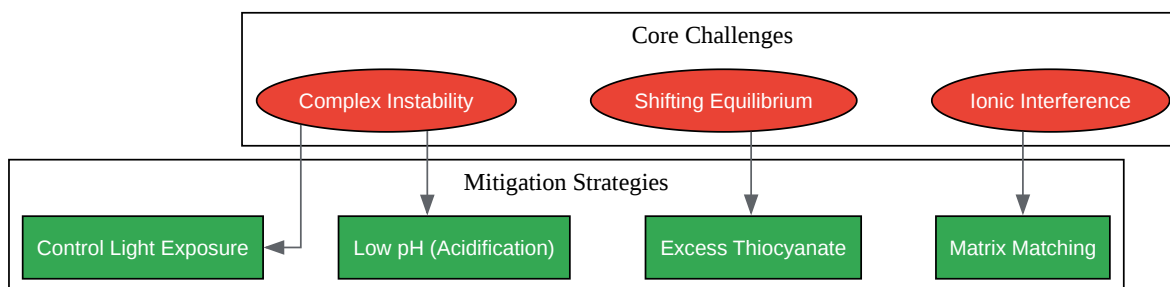 Core Challenges
Complex Instability
Shifting Equilibrium
Ionic Interference
Mitigation Strategies
Control Light Exposure
Low pH (Acidification)
Excess Thiocyanate
Matrix Matching